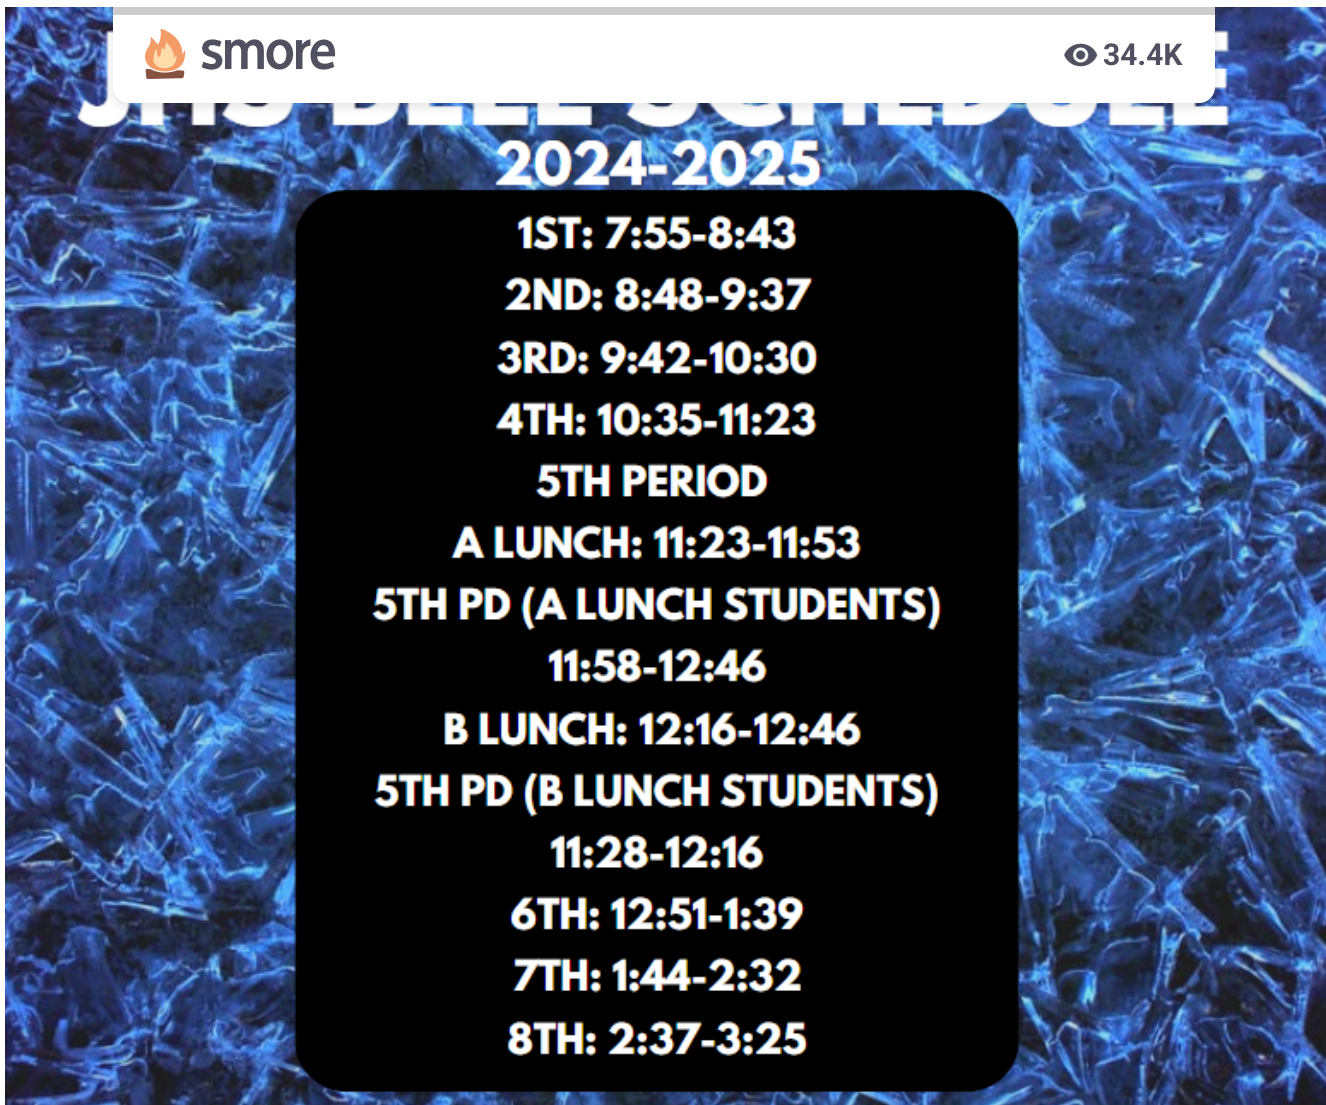 smore
34.4K
JHS BELL SCHEDULE
2024-2025
1ST: 7:55-8:43
2ND: 8:48-9:37
3RD: 9:42-10:30
4TH: 10:35-11:23
5TH PERIOD
A LUNCH: 11:23-11:53
5TH PD (A LUNCH STUDENTS)
11:58-12:46
B LUNCH: 12:16-12:46
5TH PD (B LUNCH STUDENTS)
11:28-12:16
6TH: 12:51-1:39
7TH: 1:44-2:32
8TH: 2:37-3:25